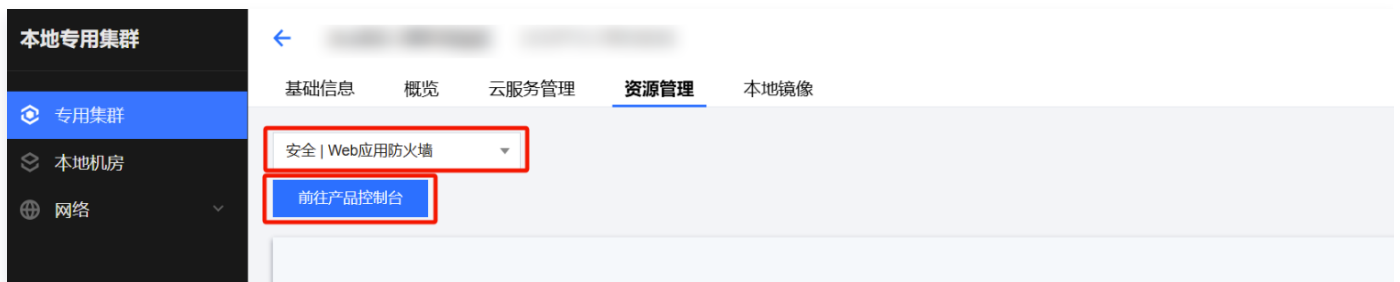 本地专用集群
专用集群
本地机房
网络
基础信息 概览 云服务管理 资源管理 本地镜像
安全 | Web应用防火墙
前往产品控制台